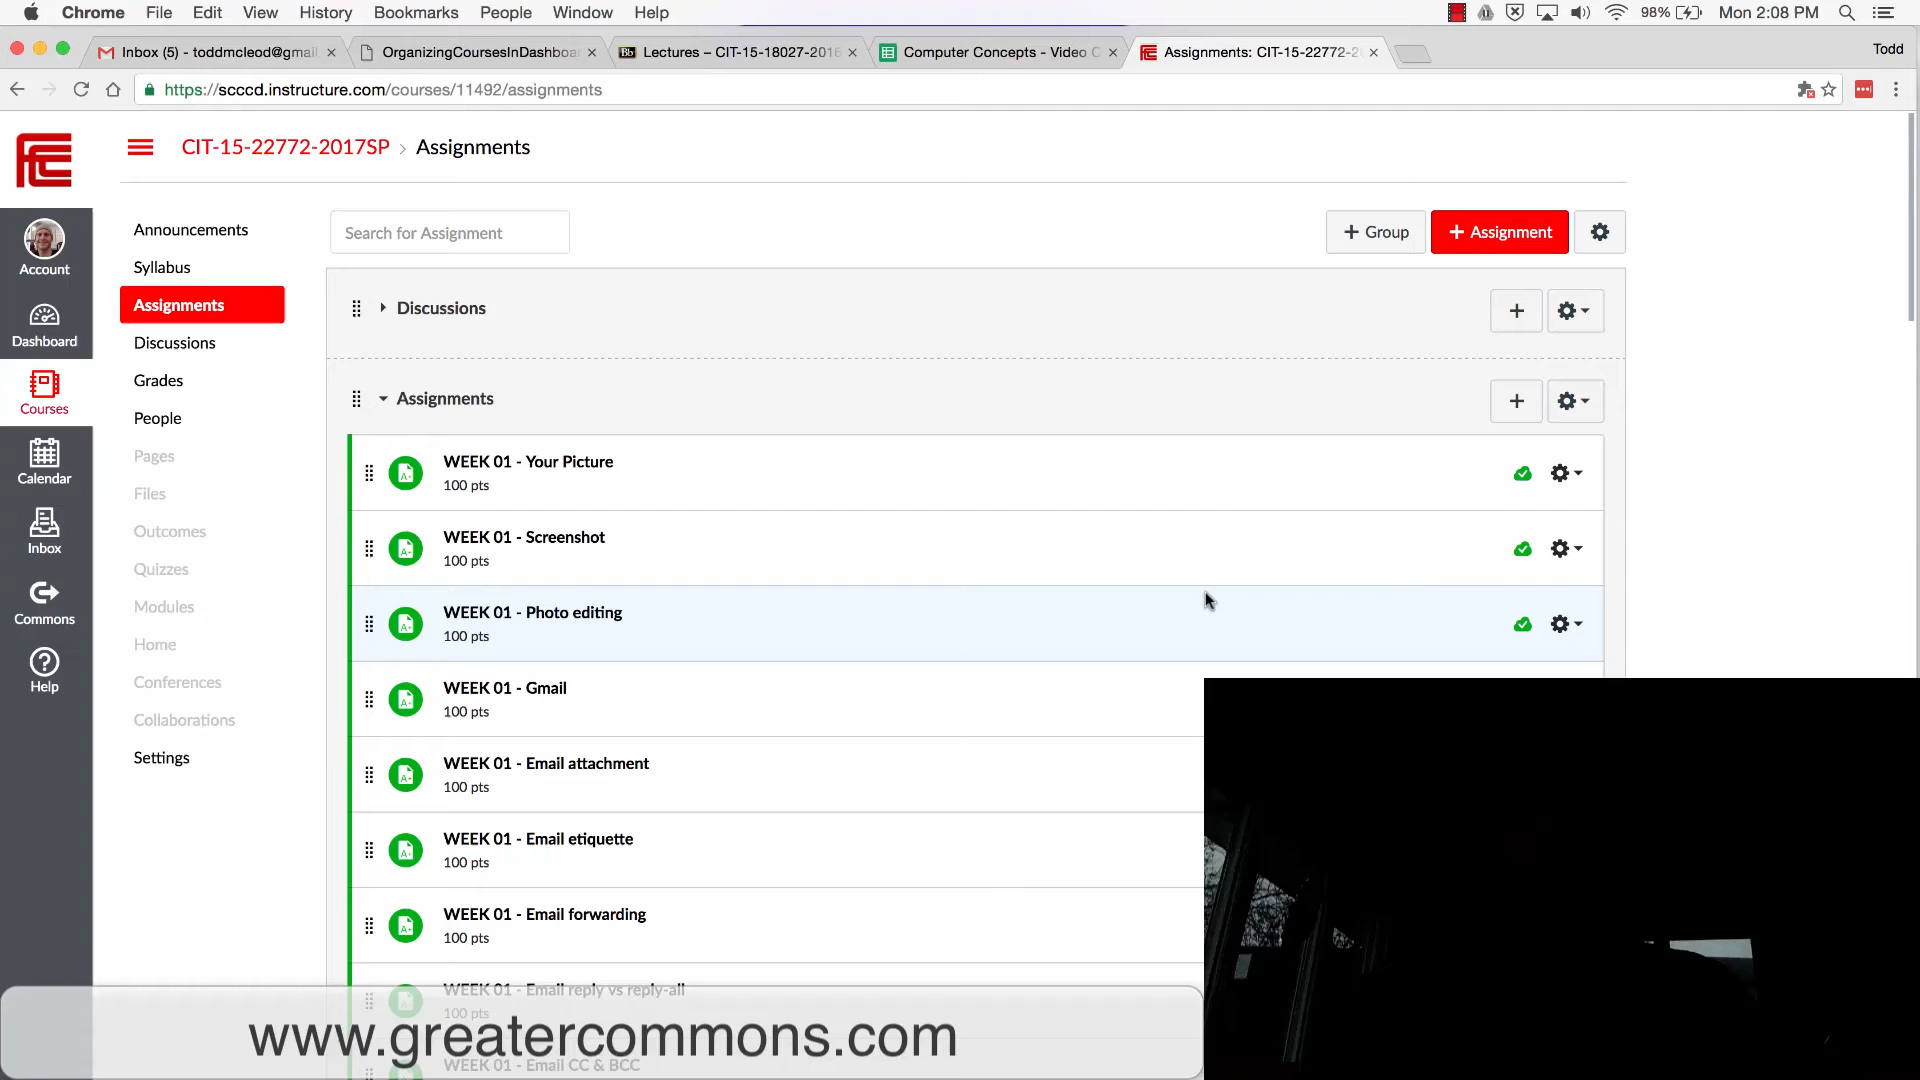 Chrome File Edit View History Bookmarks People Window Help 98% Mon 2:08 PM
Inbox (5) - toddmcleod@gmail. OrganizingCoursesInDashboa Lectures – CIT-15-18027-2016 Computer Concepts - Video C Assignments: CIT-15-22772-2 Todd
https://scccd.instructure.com/courses/11492/assignments
CIT-15-22772-2017SP > Assignments
Account
Dashboard
Courses
Calendar
Inbox
Commons
Help
Announcements
Syllabus
Assignments
Discussions
Grades
People
Pages
Files
Outcomes
Quizzes
Modules
Home
Conferences
Collaborations
Settings
Search for Assignment + Group + Assignment
Discussions
Assignments
WEEK 01 - Your Picture
100 pts
WEEK 01 - Screenshot
100 pts
WEEK 01 - Photo editing
100 pts
WEEK 01 - Gmail
100 pts
WEEK 01 - Email attachment
100 pts
WEEK 01 - Email etiquette
100 pts
WEEK 01 - Email forwarding
100 pts
WEEK 01 - Email reply vs reply-all
100 pts
www.greatercommons.com
WEEK 01 - Email CC & BCC